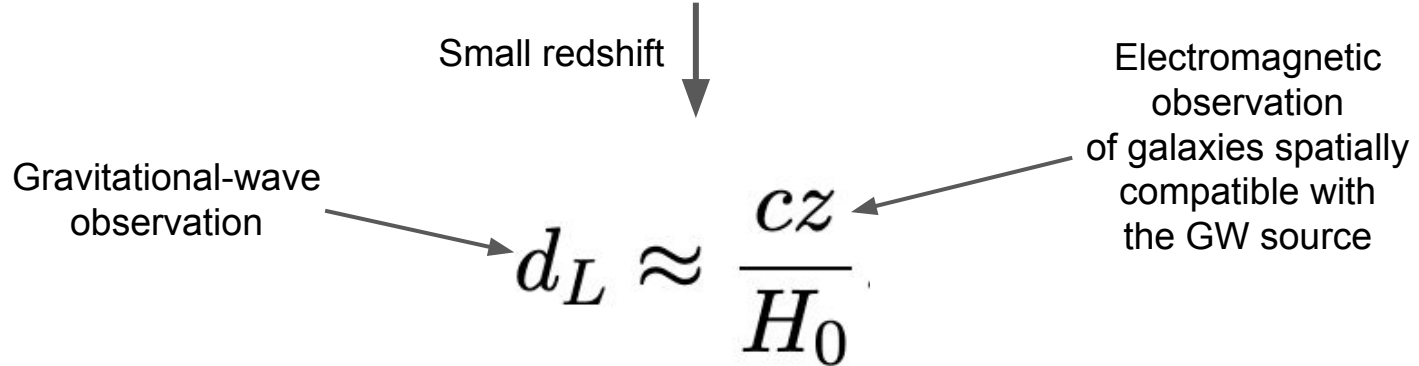 Small redshift
Electromagnetic
observation
of galaxies spatially
compatible with
the GW source
Gravitational-wave
observation
d_L ≈ cz / H_0